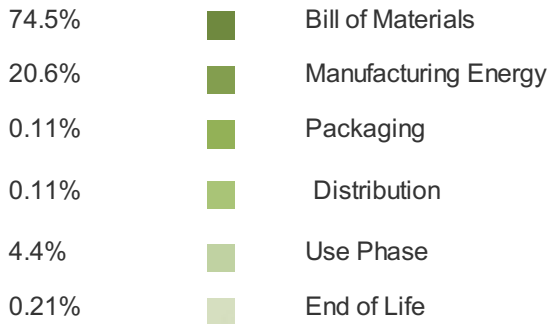 74.5% Bill of Materials
20.6% Manufacturing Energy
0.11% Packaging
0.11% Distribution
4.4% Use Phase
0.21% End of Life